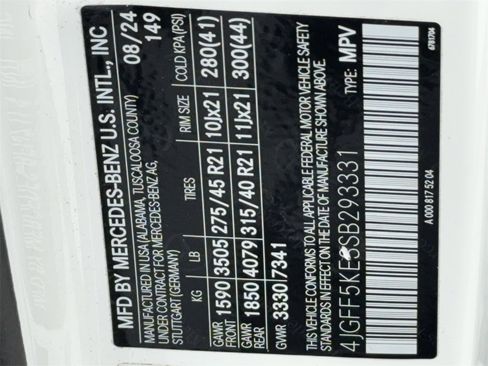 MFD BY MERCEDES-BENZ U.S. INTL., INC
MANUFACTURED IN USA (ALABAMA, TUSCALOOSA COUNTY) 08/24
MANUFACTURED FOR MERCEDES-BENZ AG, 149
STUTTGART (GERMANY)
KG LB TIRES RIM SIZE COLD KPA(PSI)
GAWR FRONT 1590 3505 275/45 R21 10Jx21 280(41)
GAWR REAR 1850 4079 315/40 R21 11Jx21 300(44)
GVWR 3330/7341
THIS VEHICLE CONFORMS TO ALL APPLICABLE FEDERAL MOTOR VEHICLE SAFETY
STANDARDS IN EFFECT ON THE DATE OF MANUFACTURE SHOWN ABOVE.
TYPE: MPV
A 000 817 52 04
6781704